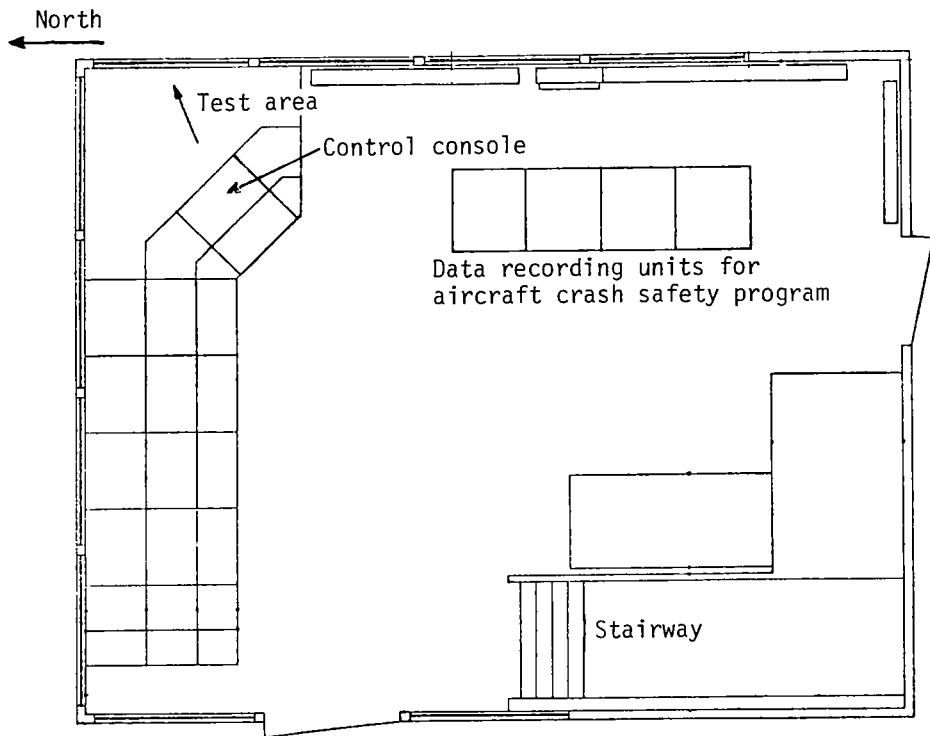 North
Test area
Control console
Data recording units for
aircraft crash safety program
Stairway